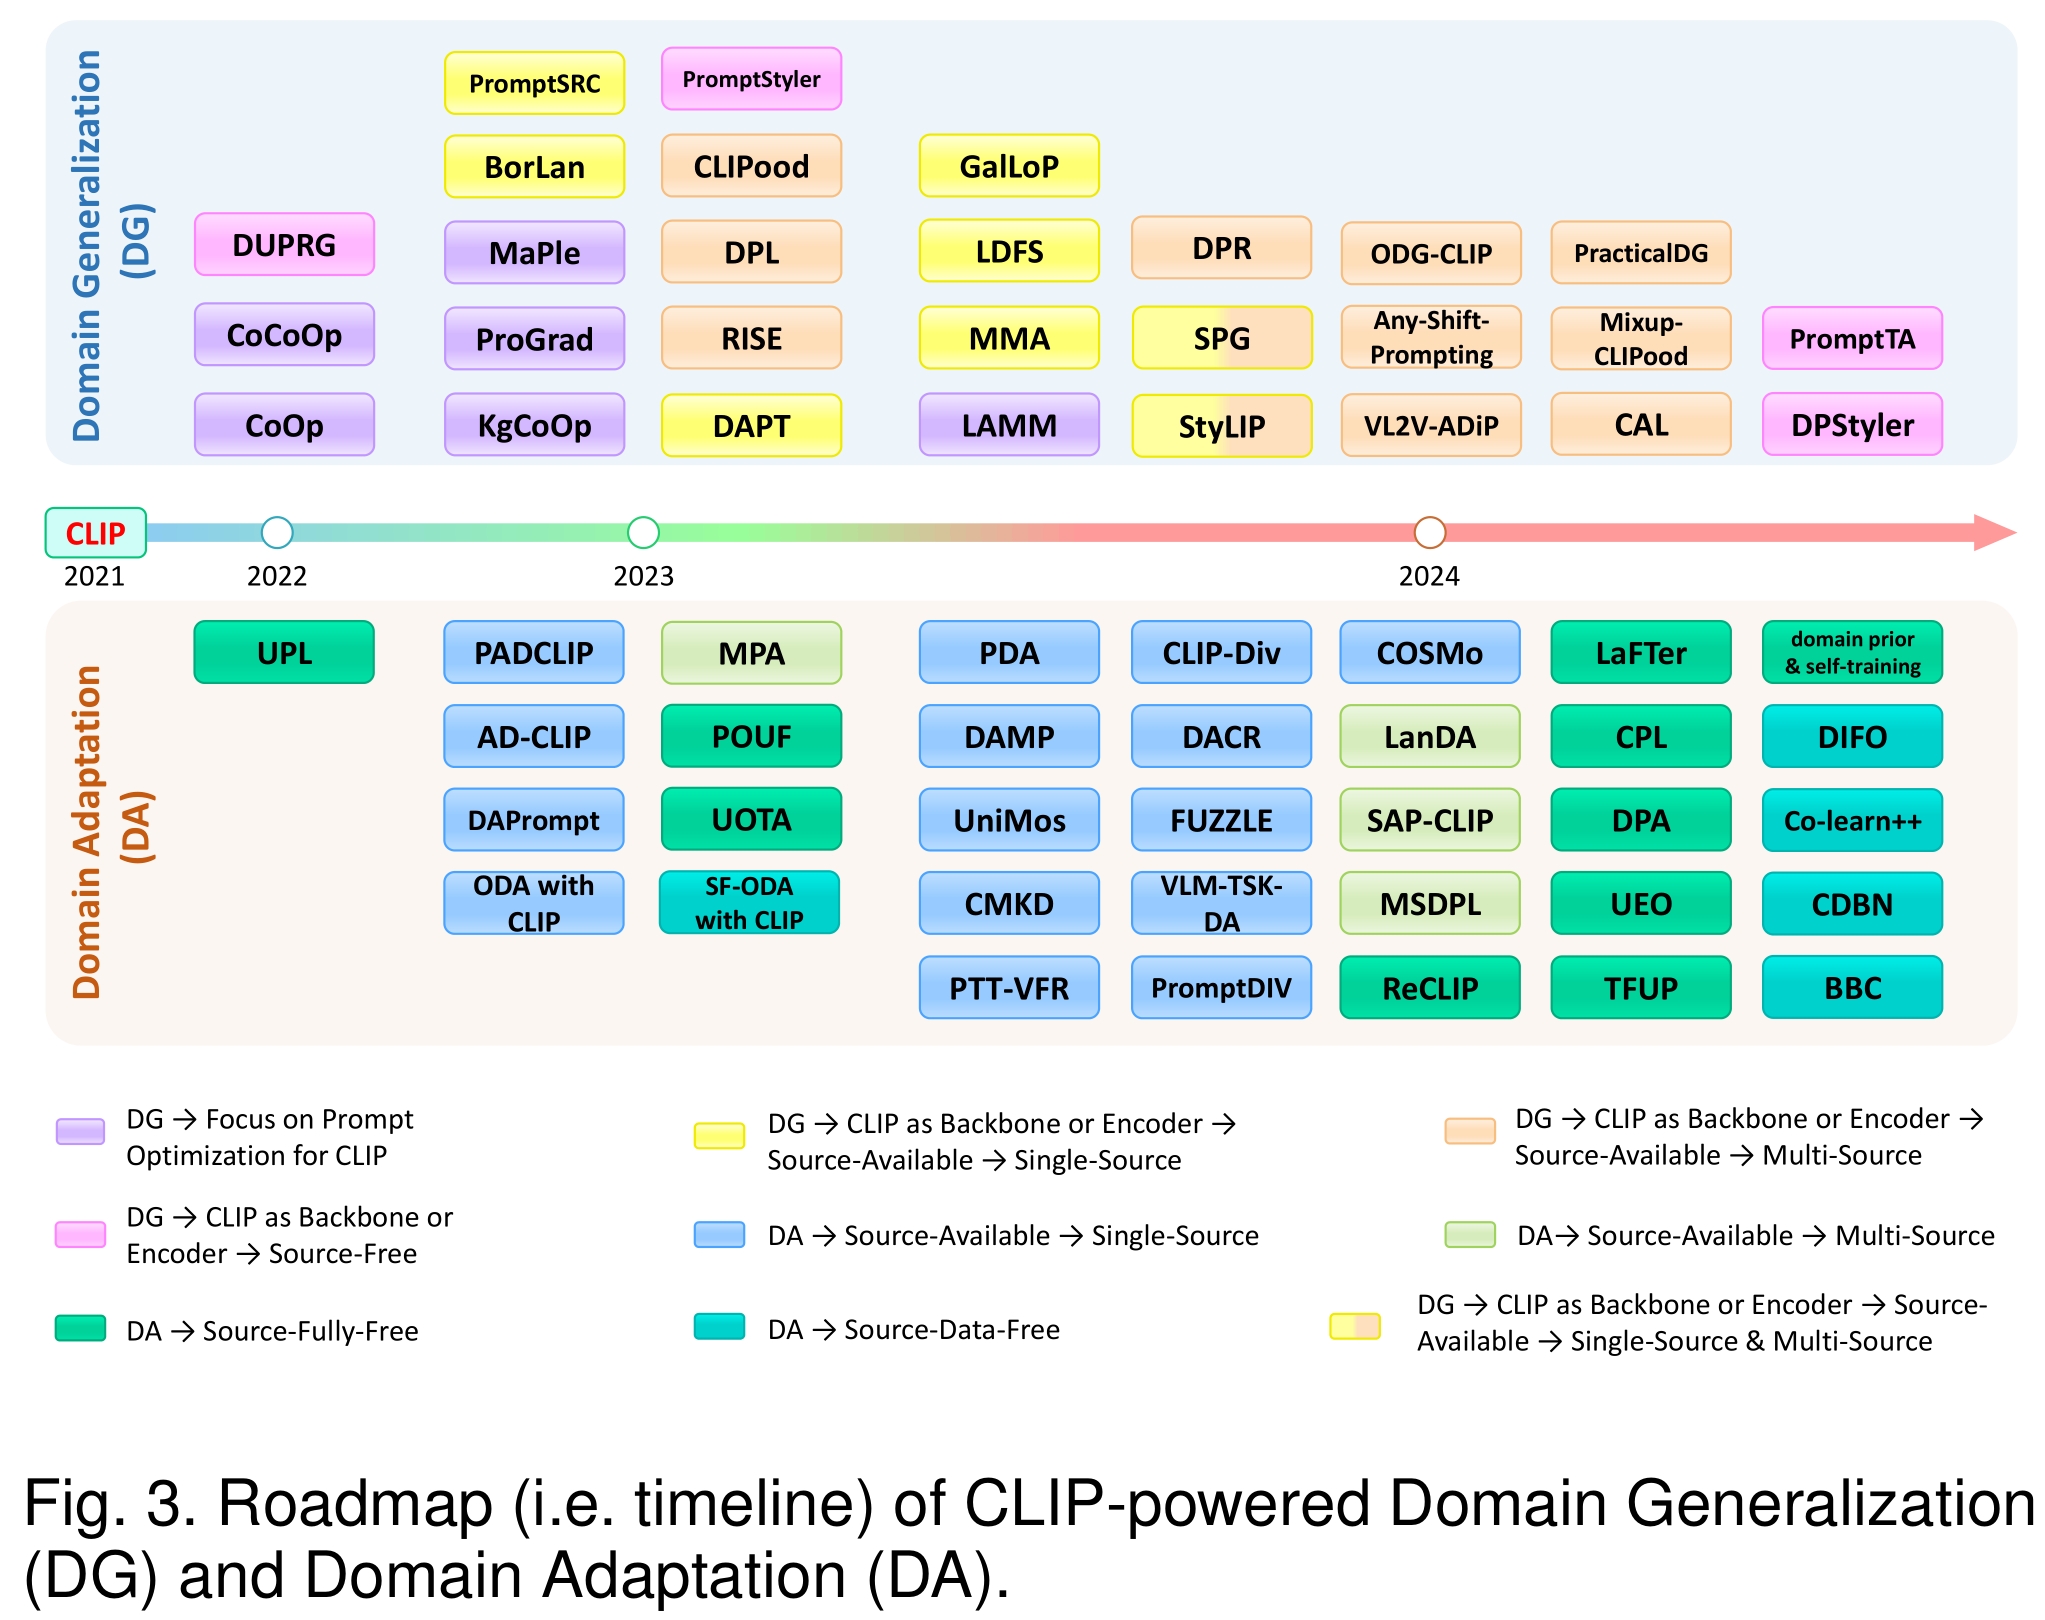 Domain Generalization
(DG)
PromptSRC
PromptStyler
BorLan
CLIPood
GalLoP
DUPRG
MaPle
DPL
LDFS
DPR
ODG-CLIP
PracticalDG
CoCoOp
ProGrad
RISE
MMA
SPG
Any-Shift-
Prompting
Mixup-
CLIPood
PromptTA
CoOp
KgCoOp
DAPT
LAMM
StyLIP
VL2V-ADiP
CAL
DPStyler
CLIP
2021
2022
2023
2024
Domain Adaptation
(DA)
UPL
PADCLIP
MPA
PDA
CLIP-Div
COSMo
LaFTer
domain prior
& self-training
AD-CLIP
POUF
DAMP
DACR
LanDA
CPL
DIFO
DAPrompt
UOTA
UniMos
FUZZLE
SAP-CLIP
DPA
Co-learn++
ODA with
CLIP
SF-ODA
with CLIP
CMKD
VLM-TSK-
DA
MSDPL
UEO
CDBN
PTT-VFR
PromptDIV
ReCLIP
TFUP
BBC
DG → Focus on Prompt
Optimization for CLIP
DG → CLIP as Backbone or Encoder →
Source-Available → Single-Source
DG → CLIP as Backbone or Encoder →
Source-Available → Multi-Source
DG → CLIP as Backbone or
Encoder → Source-Free
DA → Source-Available → Single-Source
DA→ Source-Available → Multi-Source
DA → Source-Fully-Free
DA → Source-Data-Free
DG → CLIP as Backbone or Encoder → Source-
Available → Single-Source & Multi-Source
Fig. 3. Roadmap (i.e. timeline) of CLIP-powered Domain Generalization
(DG) and Domain Adaptation (DA).